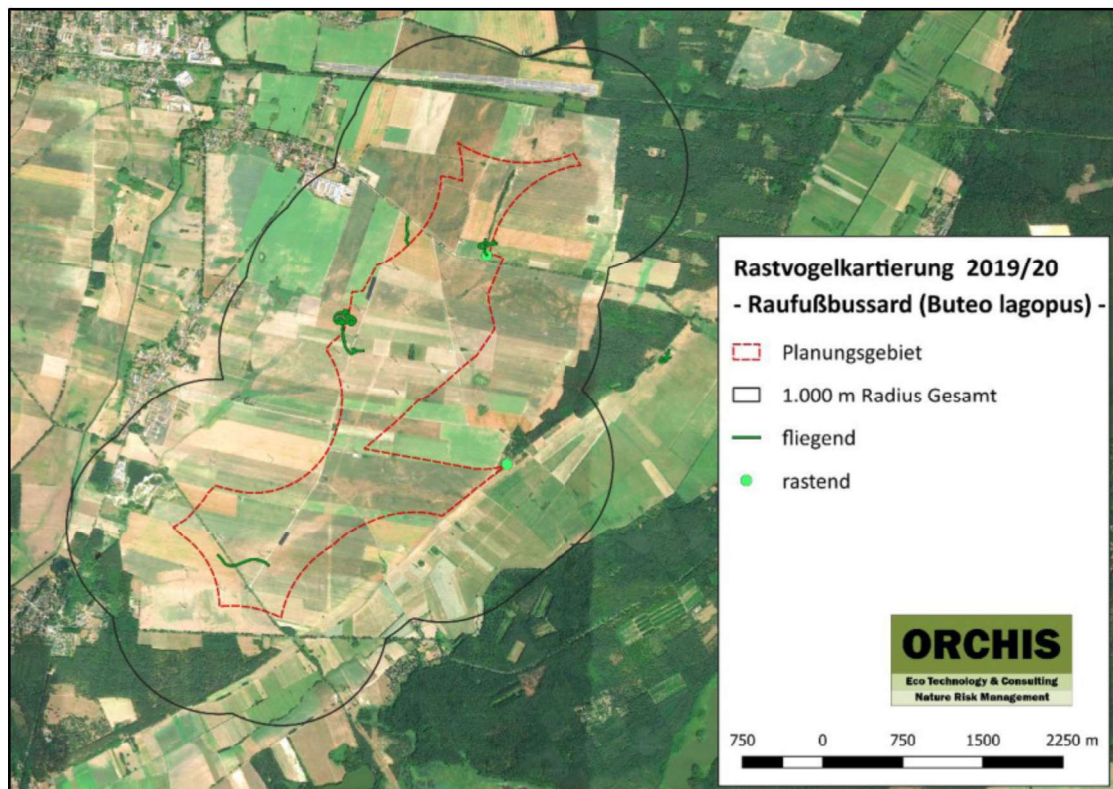 Rastvogelkartierung 2019/20
- Raufußbussard (Buteo lagopus) -
Planungsgebiet
1.000 m Radius Gesamt
fliegend
rastend
ORCHIS
Eco Technology & Consulting
Nature Risk Management
750 0 750 1500 2250 m